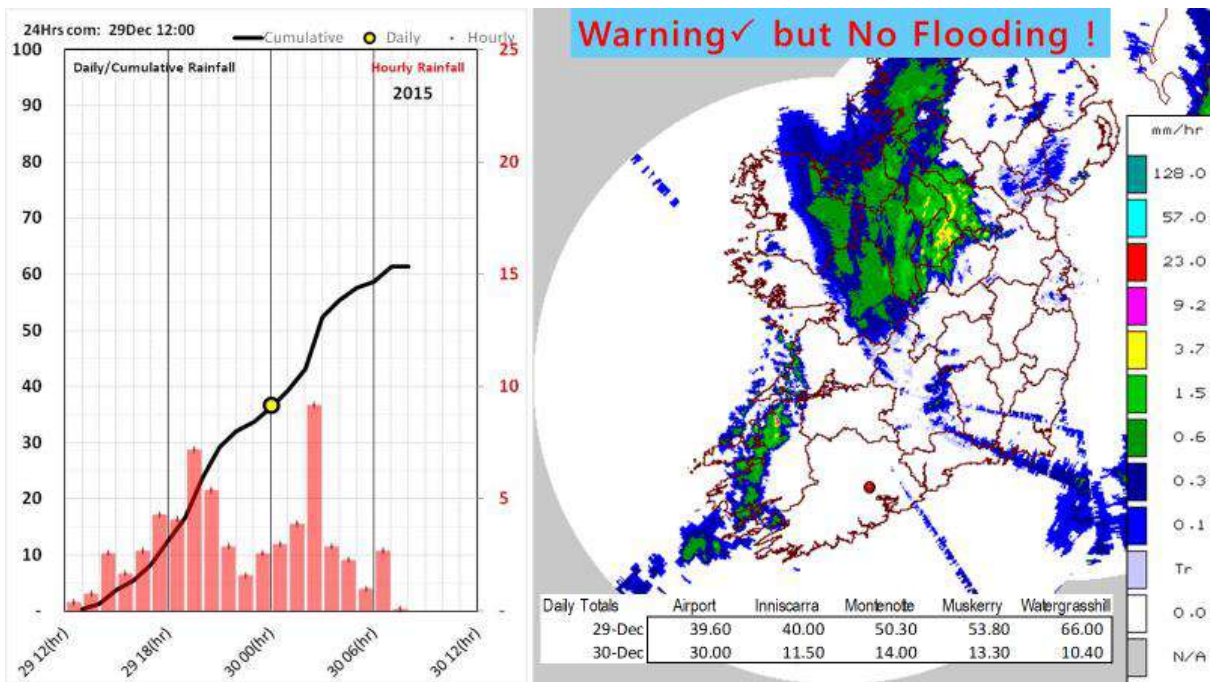 24Hrs com: 29Dec 12:00
Cumulative Daily Hourly
100 25
Daily/Cumulative Rainfall Hourly Rainfall
2015
90
80 20
70
60 15
50
40 10
30
20 5
10
- -
29 12(hr) 29 18(hr) 30 00(hr) 30 06(hr) 30 12(hr)
Warning✓ but No Flooding !
mm/hr
128.0
57.0
23.0
9.2
3.7
1.5
0.6
0.3
0.1
Tr
0.0
N/A
Daily Totals Airport Inniscarra Montenotte Muskerry Watergrasshill
29-Dec 39.60 40.00 50.30 53.80 66.00
30-Dec 30.00 11.50 14.00 13.30 10.40